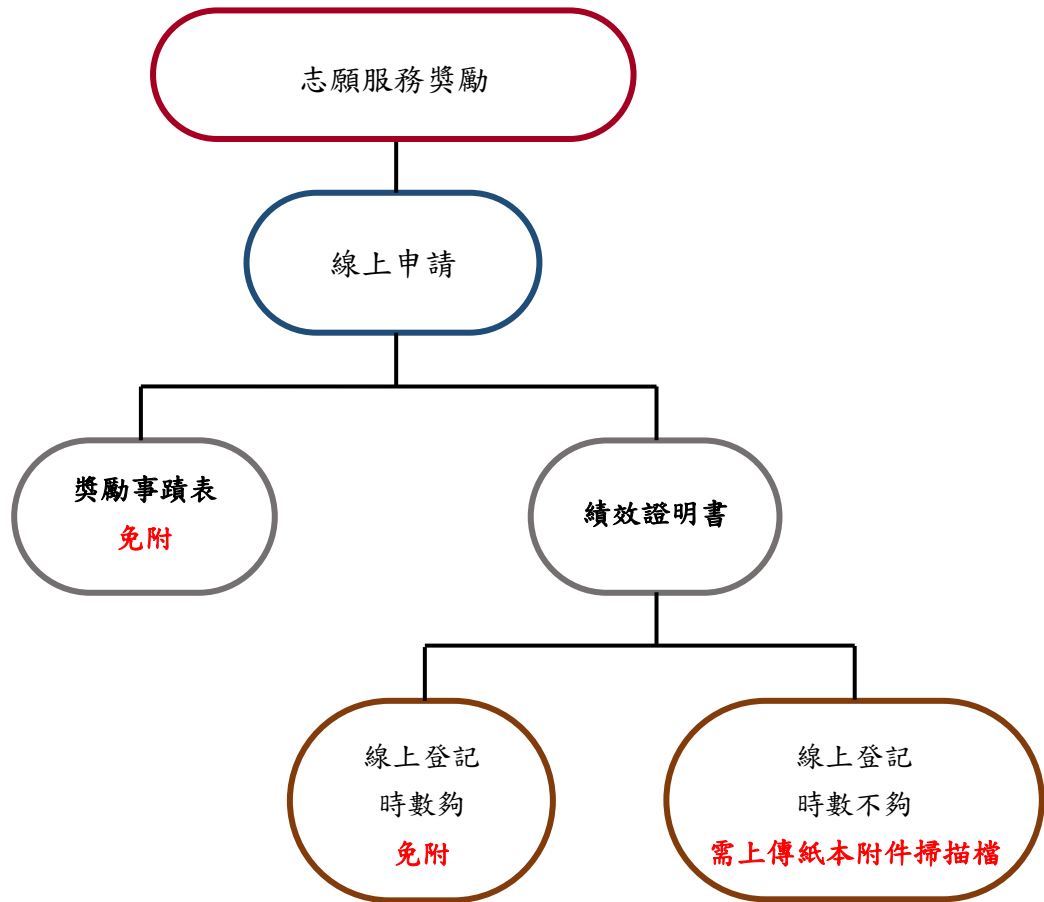 志願服務獎勵
線上申請
獎勵事蹟表
免附
績效證明書
線上登記
時數夠
免附
線上登記
時數不夠
需上傳紙本附件掃描檔